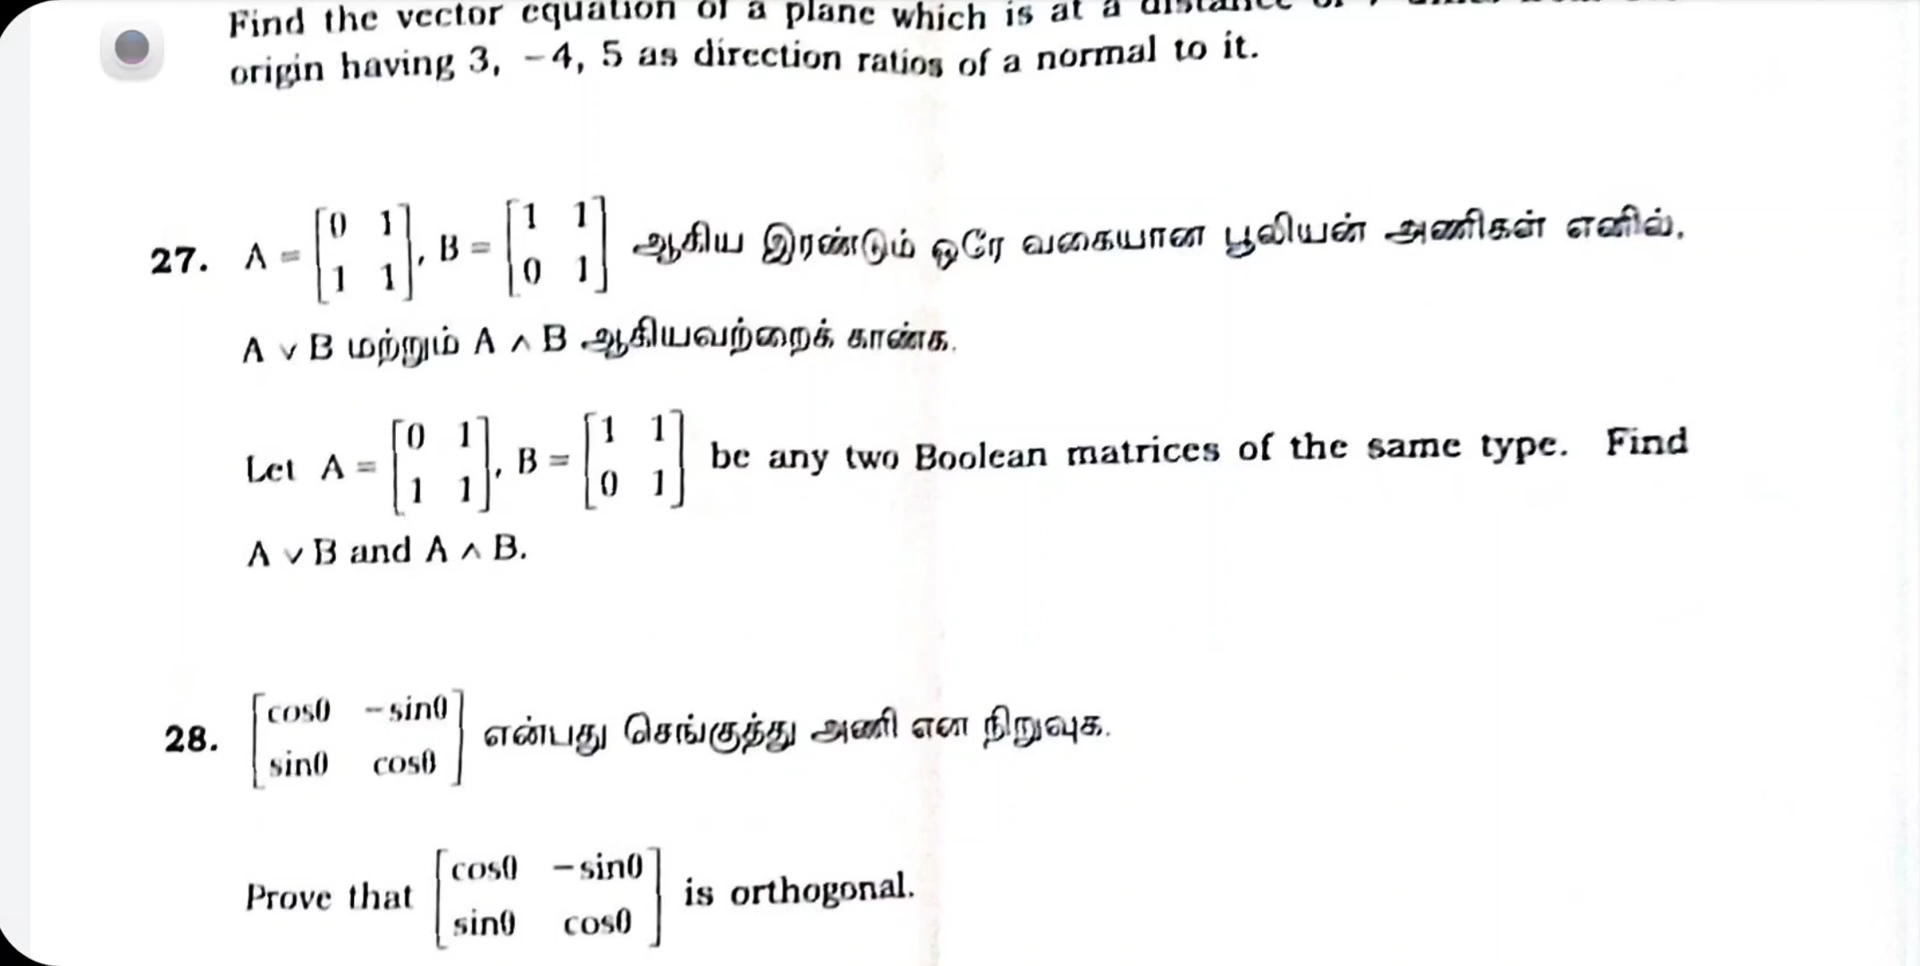 Find the vector equation of a plane which is at a distance of
origin having 3, −4, 5 as direction ratios of a normal to it.
27. A = [0 1 / 1 1], B = [1 1 / 0 1] ஆகிய இரண்டும் ஒரே வகையான பூலியன் அணிகள் எனில்,
A ∨ B மற்றும் A ∧ B ஆகியவற்றைக் காண்க.
Let A = [0 1 / 1 1], B = [1 1 / 0 1] be any two Boolean matrices of the same type. Find
A ∨ B and A ∧ B.
28. [cosθ −sinθ / sinθ cosθ] என்பது செங்குத்து அணி என நிறுவுக.
Prove that [cosθ −sinθ / sinθ cosθ] is orthogonal.